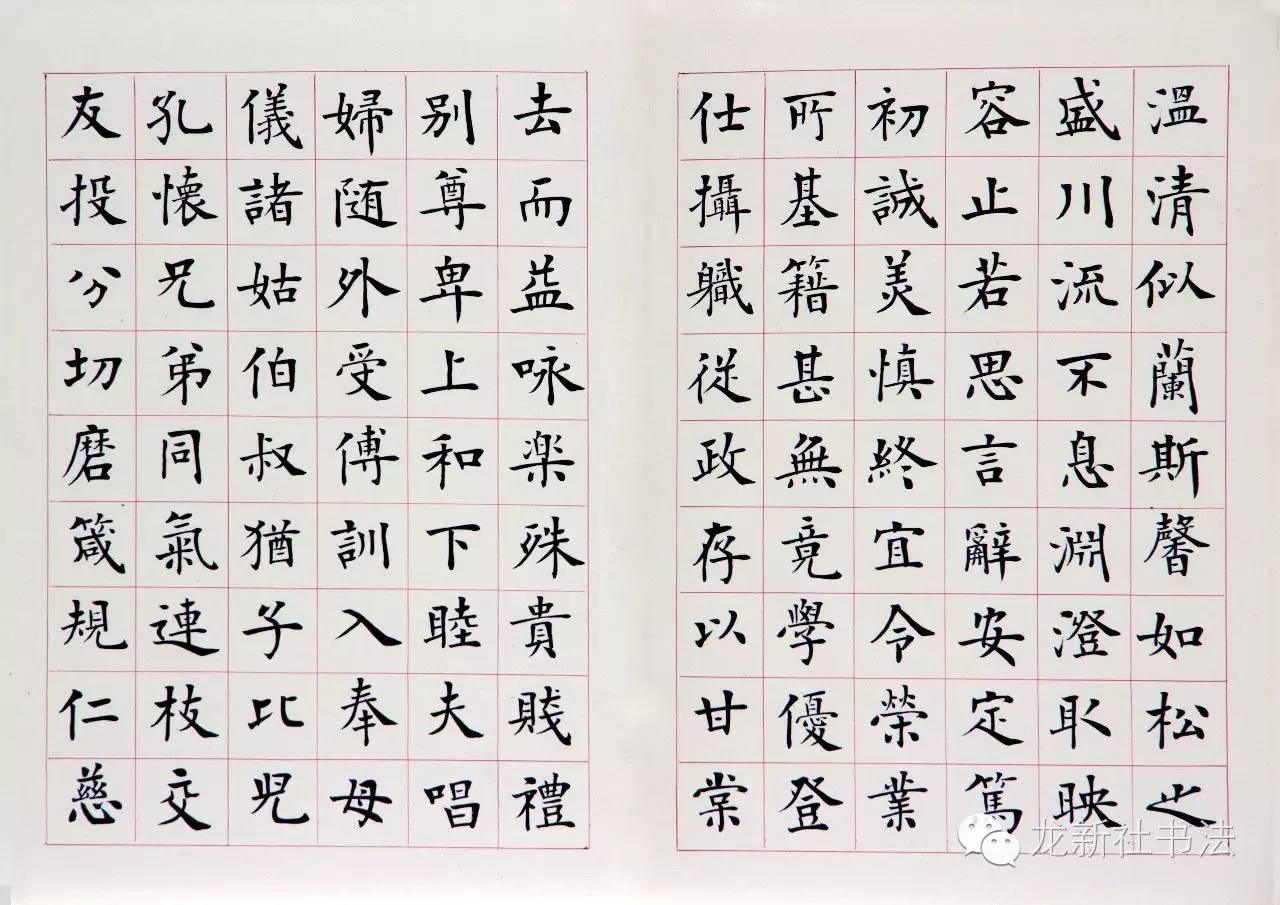 溫清似蘭斯馨如松之
盛川流不息淵澄取映
容止若思言辭安定篤
初誠美慎終宜令榮業
所基籍甚無竟學優登
仕攝職從政存以甘棠
去而益咏樂殊貴賤禮
别尊卑上和下睦夫唱
婦随外受傅訓入奉母
儀諸姑伯叔猶子比兒
孔懷兄弟同氣連枝交
友投分切磨箴規仁慈
龙新社书法